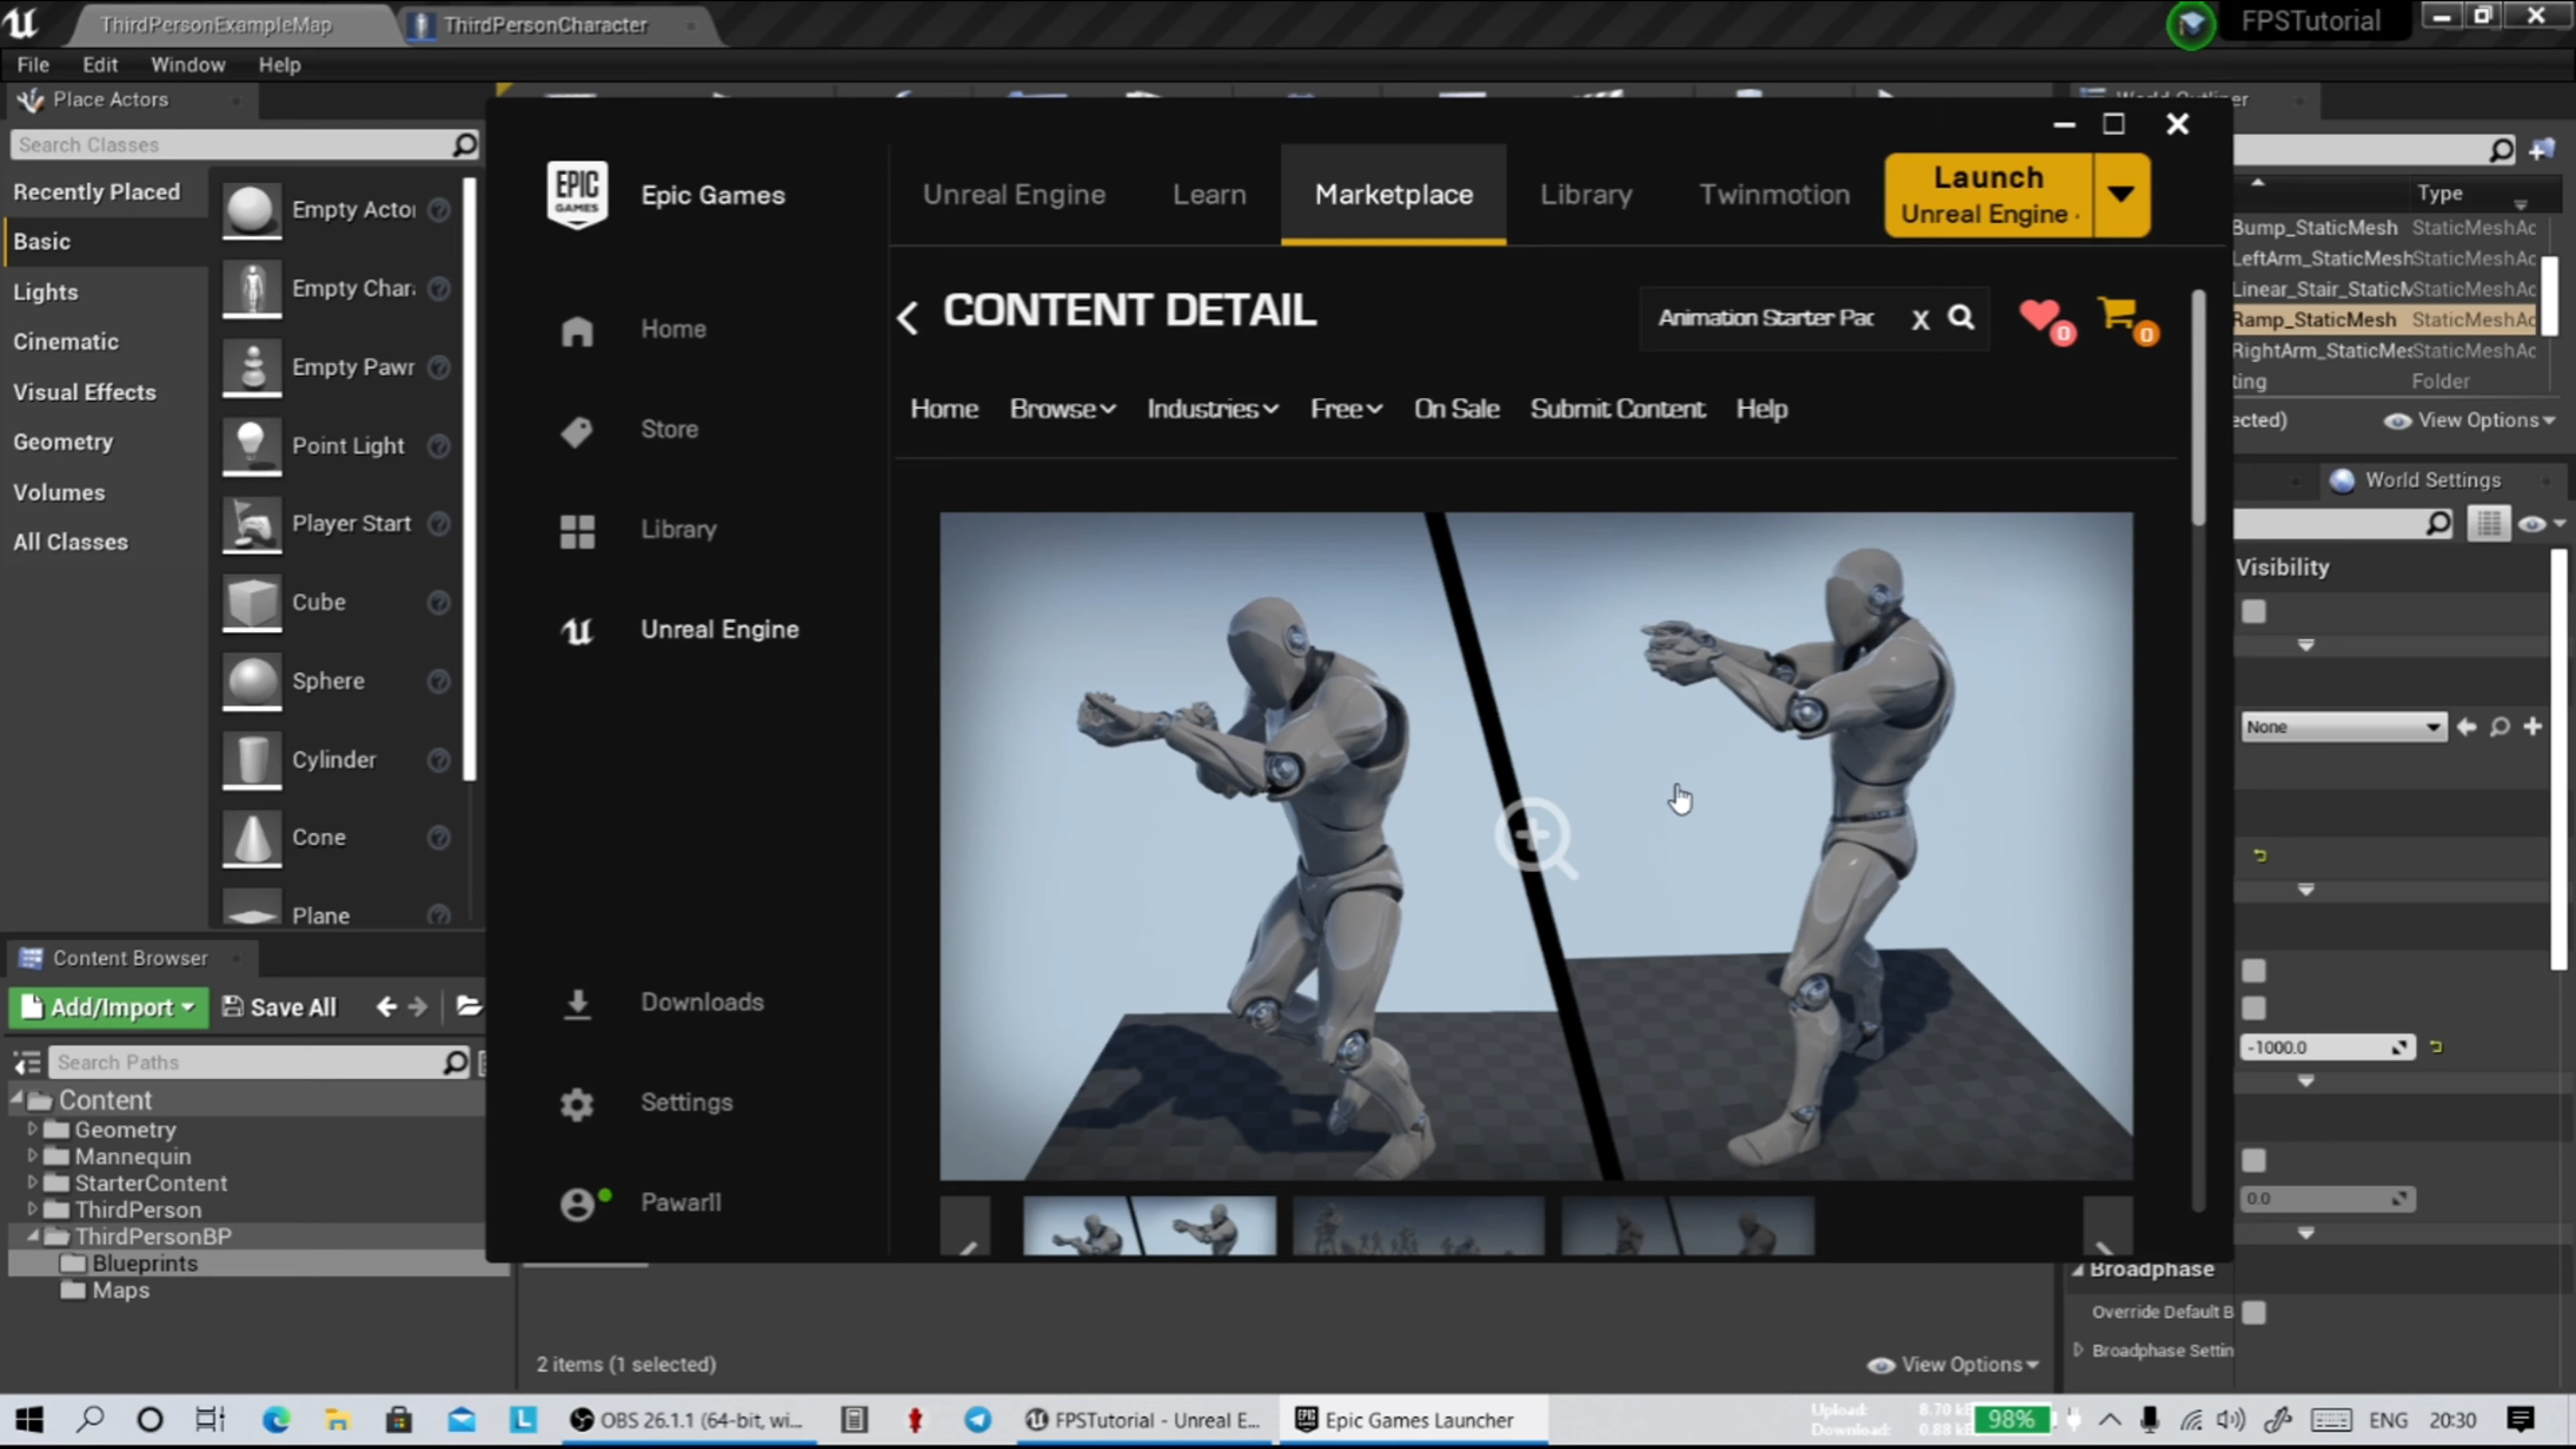 ThirdPersonExampleMap
ThirdPersonCharacter
FPSTutorial
File Edit Window Help
Place Actors
Search Classes
Recently Placed
Basic
Lights
Cinematic
Visual Effects
Geometry
Volumes
All Classes
Empty Actor
Empty Chara
Empty Pawn
Point Light
Player Start
Cube
Sphere
Cylinder
Cone
Plane
EPIC
GAMES
Epic Games
Home
Store
Library
Unreal Engine
Downloads
Settings
Pawar11
Unreal Engine Learn Marketplace Library Twinmotion
Launch
Unreal Engine
CONTENT DETAIL
Animation Starter Pac X
0
0
Home Browse Industries Free On Sale Submit Content Help
Type
Bump_StaticMesh StaticMeshAc
LeftArm_StaticMesh StaticMeshAc
Linear_Stair_StaticM StaticMeshAc
Ramp_StaticMesh StaticMeshAc
RightArm_StaticMes StaticMeshAc
ting Folder
ected) View Options
World Settings
Visibility
None
-1000.0
0.0
Broadphase
Override Default B
Broadphase Settin
Content Browser
Add/Import Save All
Search Paths
Content
Geometry
Mannequin
StarterContent
ThirdPerson
ThirdPersonBP
Blueprints
Maps
2 items (1 selected)
View Options
L
OBS 26.1.1 (64-bit, wi...
FPSTutorial - Unreal E...
EPIC Epic Games Launcher
Upload: 8.70 k
Download: 0.88 k
98%
ENG 20:30